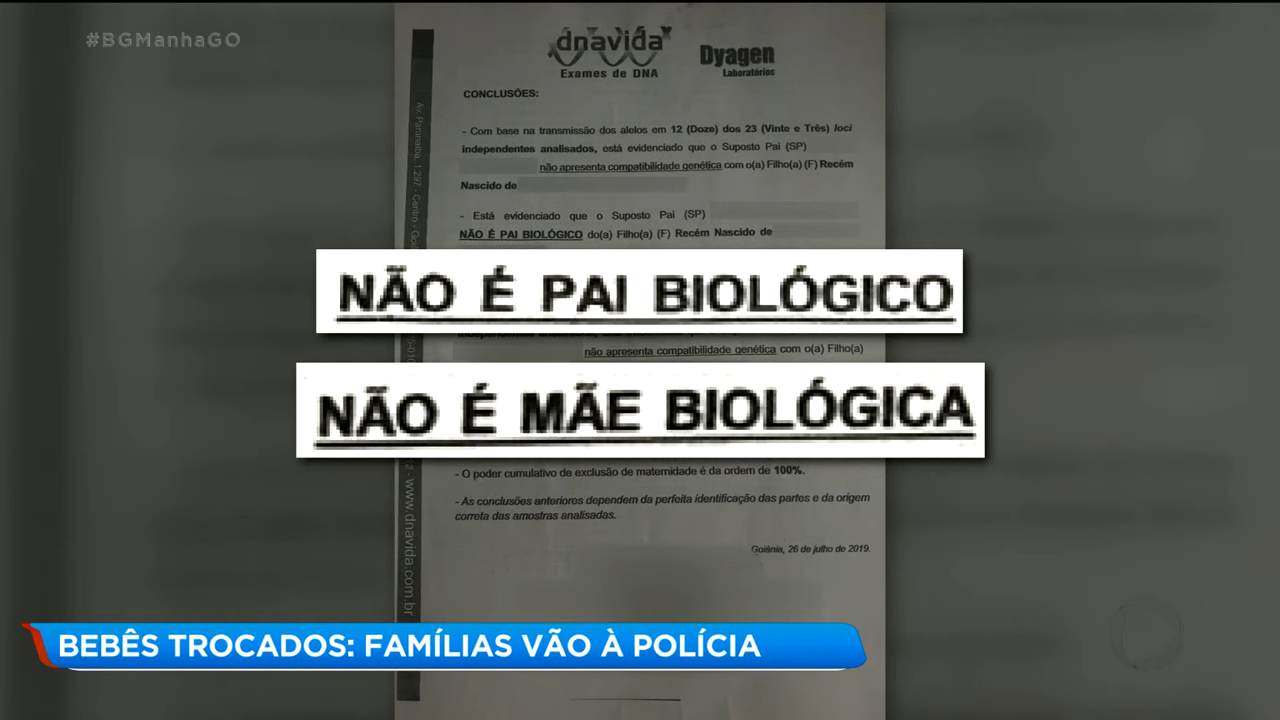 #BGManhaGO
dnavida
Exames de DNA
Dyagen
Laboratórios
CONCLUSÕES:
- Com base na transmissão dos alelos em 12 (Doze) dos 23 (Vinte e Três) loci
independentes analisados, está evidenciado que o Suposto Pai (SP)
não apresenta compatibilidade genética com o(a) Filho(a) (F) Recém
Nascido de
- Está evidenciado que o Suposto Pai (SP)
NÃO É PAI BIOLÓGICO do(a) Filho(a) (F) Recém Nascido de
NÃO É PAI BIOLÓGICO
não apresenta compatibilidade genética com o(a) Filho(a)
NÃO É MÃE BIOLÓGICA
- O poder cumulativo de exclusão de maternidade é da ordem de 100%.
- As conclusões anteriores dependem da perfeita identificação das partes e da origem
correta das amostras analisadas.
Goiânia, 26 de julho de 2019.
Av. Paranaíba, 1.297 - Centro -
www.dnavida.com.br
BEBÊS TROCADOS: FAMÍLIAS VÃO À POLÍCIA